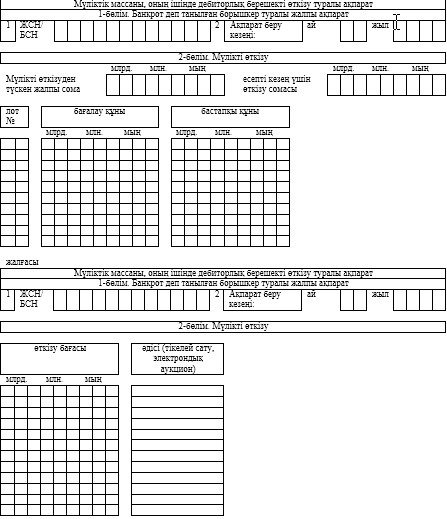 Мүліктік массаны, оның ішінде дебиторлық берешекті өткізу туралы ақпарат
1-бөлім. Банкрот деп танылған борышкер туралы жалпы ақпарат
1 ЖСН/ 2 Ақпарат беру ай жыл
БСН кезеңі:
2-бөлім. Мүлікті өткізу
млрд. млн. мың млрд. млн. мың
Мүлікті өткізуден есепті кезең үшін
түскен жалпы сома өткізу сомасы
лот бағалау құны бастапқы құны
№
млрд. млн. мың млрд. млн. мың
жалғасы
Мүліктік массаны, оның ішінде дебиторлық берешекті өткізу туралы ақпарат
1-бөлім. Банкрот деп танылған борышкер туралы жалпы ақпарат
1 ЖСН/ 2 Ақпарат беру ай жыл
БСН кезеңі:
2-бөлім. Мүлікті өткізу
өткізу бағасы әдісі (тікелей сату,
электрондық
аукцион)
млрд. млн. мың